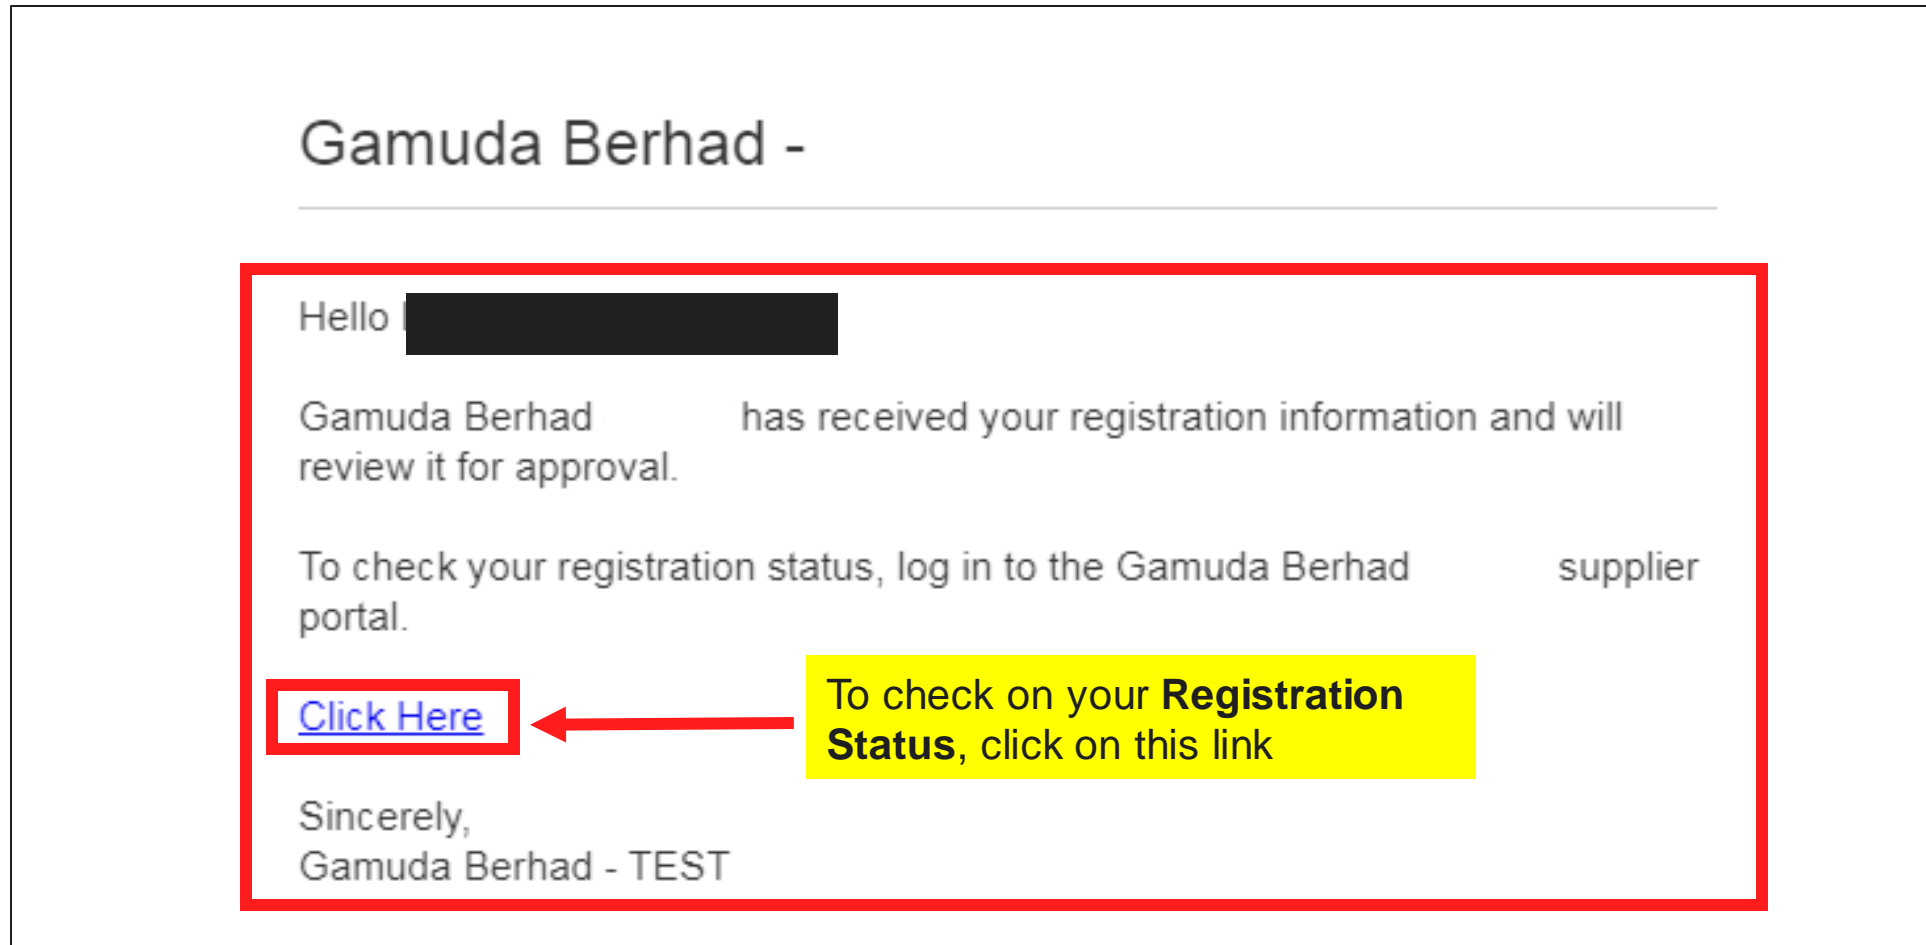 Gamuda Berhad -
Hello
Gamuda Berhad has received your registration information and will
review it for approval.
To check your registration status, log in to the Gamuda Berhad supplier
portal.
Click Here
To check on your Registration
Status, click on this link
Sincerely,
Gamuda Berhad - TEST